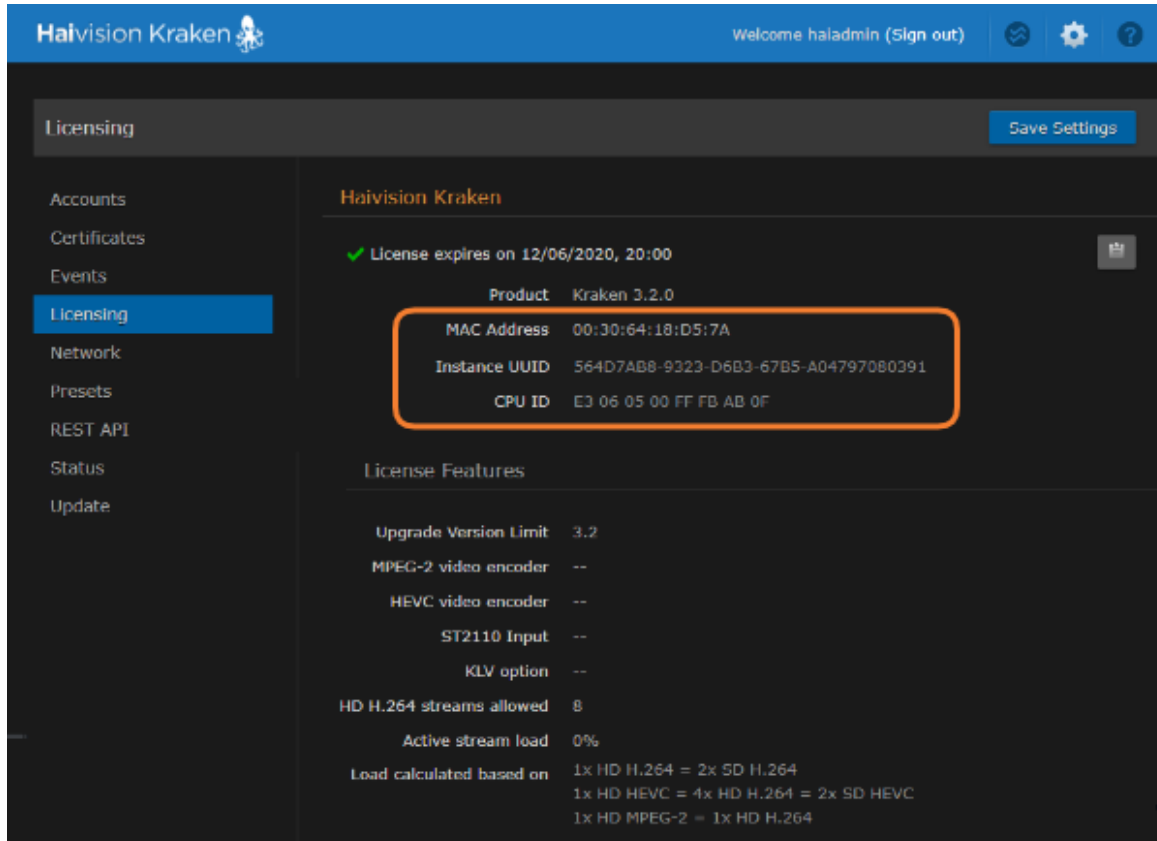 Haivision Kraken
Welcome haiadmin (Sign out)
Licensing
Save Settings
Accounts
Certificates
Events
Licensing
Network
Presets
REST API
Status
Update
Haivision Kraken
License expires on 12/06/2020, 20:00
Product Kraken 3.2.0
MAC Address 00:30:64:18:D5:7A
Instance UUID 564D7AB8-9323-D6B3-67B5-A04797080391
CPU ID E3 06 05 00 FF FB AB 0F
License Features
Upgrade Version Limit 3.2
MPEG-2 video encoder --
HEVC video encoder --
ST2110 Input --
KLV option --
HD H.264 streams allowed 8
Active stream load 0%
Load calculated based on 1x HD H.264 = 2x SD H.264
1x HD HEVC = 4x HD H.264 = 2x SD HEVC
1x HD MPEG-2 = 1x HD H.264